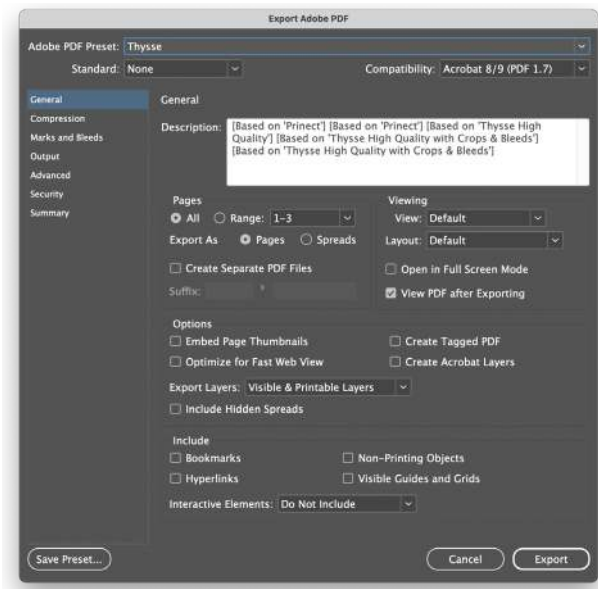 Export Adobe PDF
Adobe PDF Preset: Thysse
Standard: None
Compatibility: Acrobat 8/9 (PDF 1.7)
General
Compression
Marks and Bleeds
Output
Advanced
Security
Summary
General
Description: [Based on 'Prinect'] [Based on 'Prinect'] [Based on 'Thysse High
Quality'] [Based on 'Thysse High Quality with Crops & Bleeds']
[Based on 'Thysse High Quality with Crops & Bleeds']
Pages
All Range: 1-3
Export As Pages Spreads
Create Separate PDF Files
Suffix:
Viewing
View: Default
Layout: Default
Open in Full Screen Mode
View PDF after Exporting
Options
Embed Page Thumbnails
Create Tagged PDF
Optimize for Fast Web View
Create Acrobat Layers
Export Layers: Visible & Printable Layers
Include Hidden Spreads
Include
Bookmarks
Non-Printing Objects
Hyperlinks
Visible Guides and Grids
Interactive Elements: Do Not Include
Save Preset...
Cancel
Export